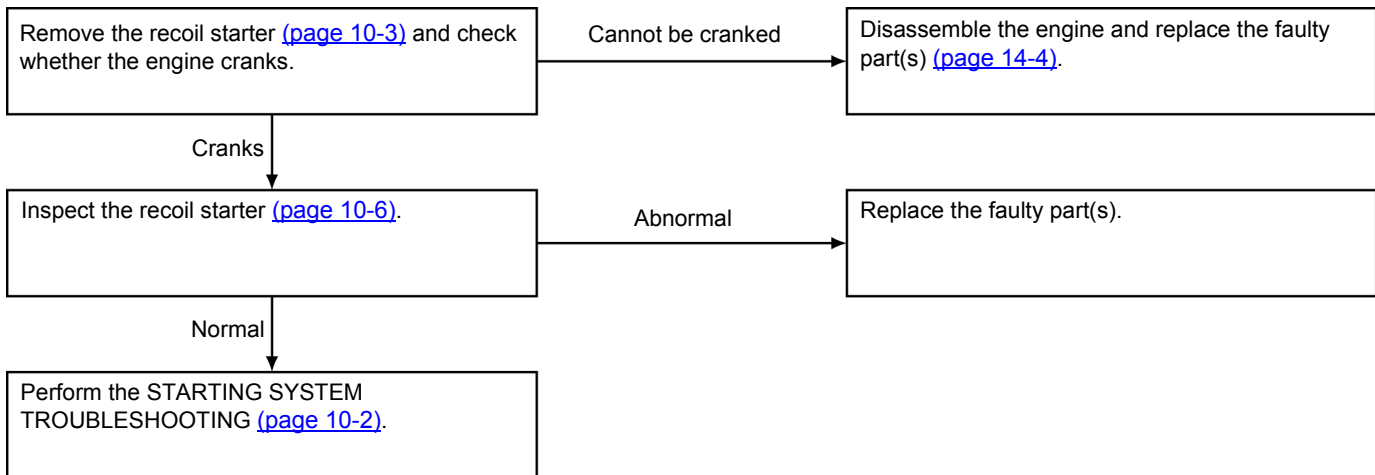 Remove the recoil starter (page 10-3) and check
whether the engine cranks.
Cannot be cranked
Disassemble the engine and replace the faulty
part(s) (page 14-4).
Cranks
Inspect the recoil starter (page 10-6).
Abnormal
Replace the faulty part(s).
Normal
Perform the STARTING SYSTEM
TROUBLESHOOTING (page 10-2).